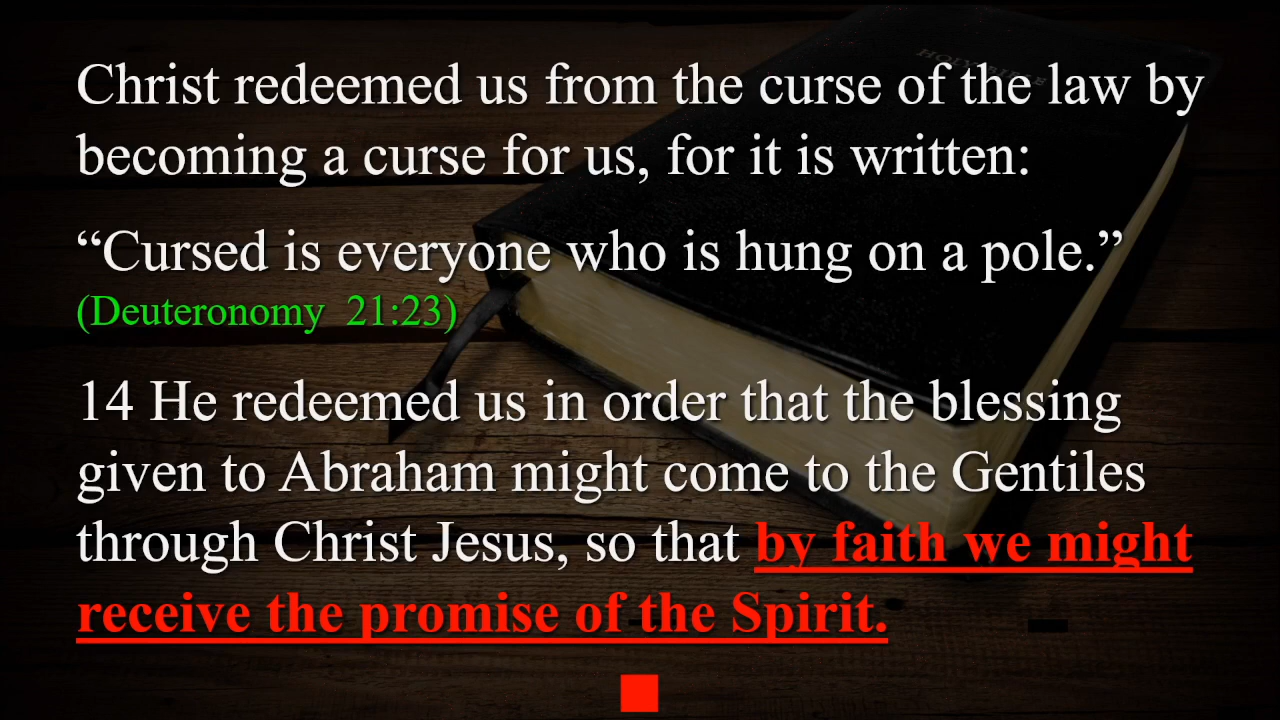 HOLY BIBLE
Christ redeemed us from the curse of the law by
becoming a curse for us, for it is written:
“Cursed is everyone who is hung on a pole.”
(Deuteronomy 21:23)
14 He redeemed us in order that the blessing
given to Abraham might come to the Gentiles
through Christ Jesus, so that by faith we might
receive the promise of the Spirit.